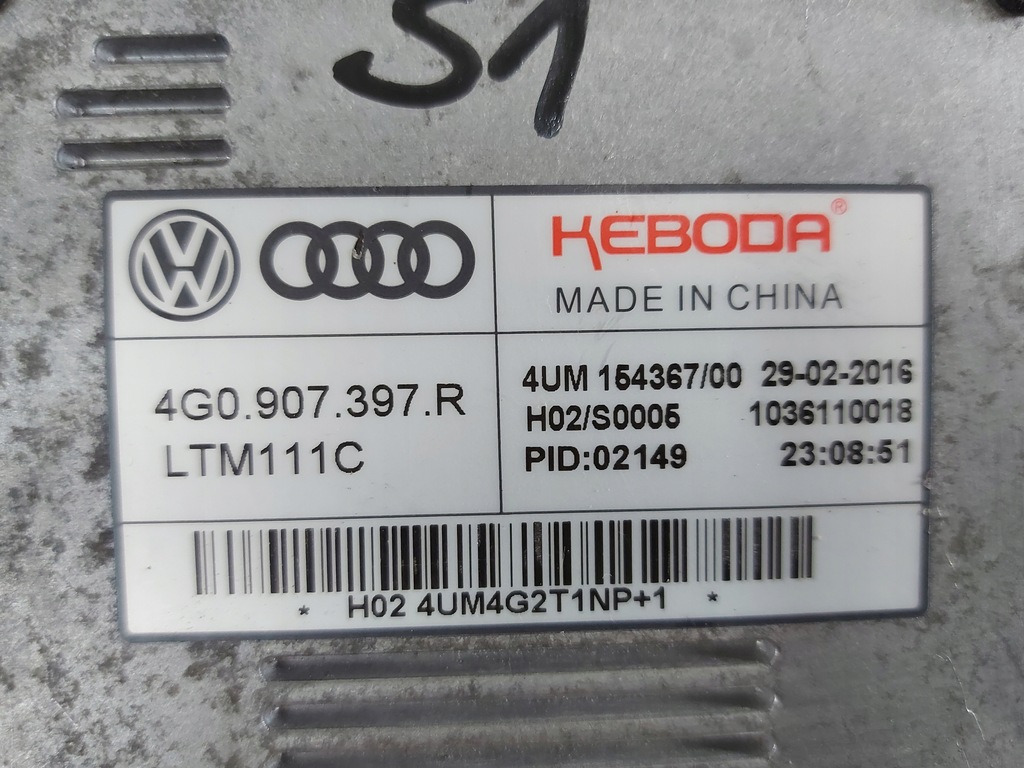 S1
VW
KEBODA®
MADE IN CHINA
4G0.907.397.R
LTM111C
4UM 154367/00 29-02-2016
H02/S0005 1036110018
PID:02149 23:08:51
* H02 4UM4G2T1NP+1 *